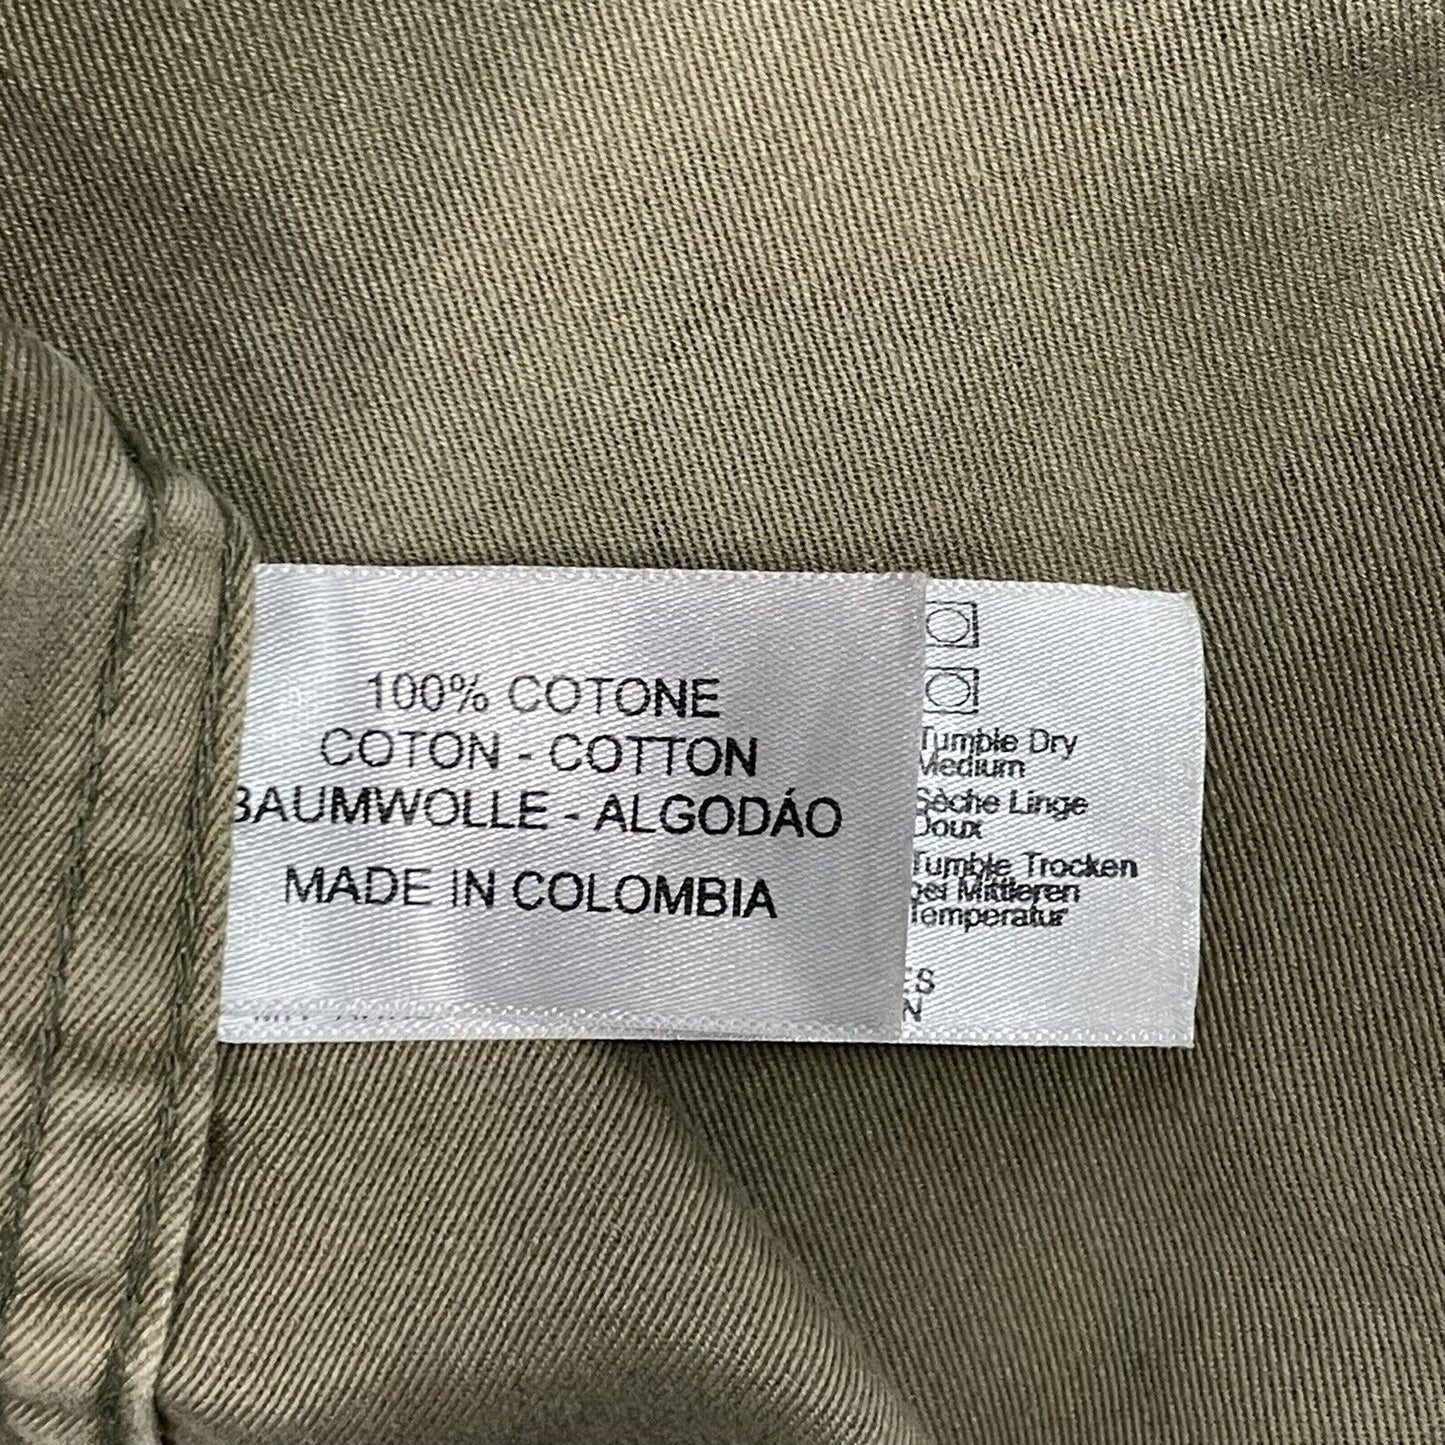 100% COTONE
COTON - COTTON
BAUMWOLLE - ALGODÁO
MADE IN COLOMBIA
Tumble Dry
Medium
Sèche Linge
Doux
Tumble Trocken
bei Mittleren
Temperatur
ES